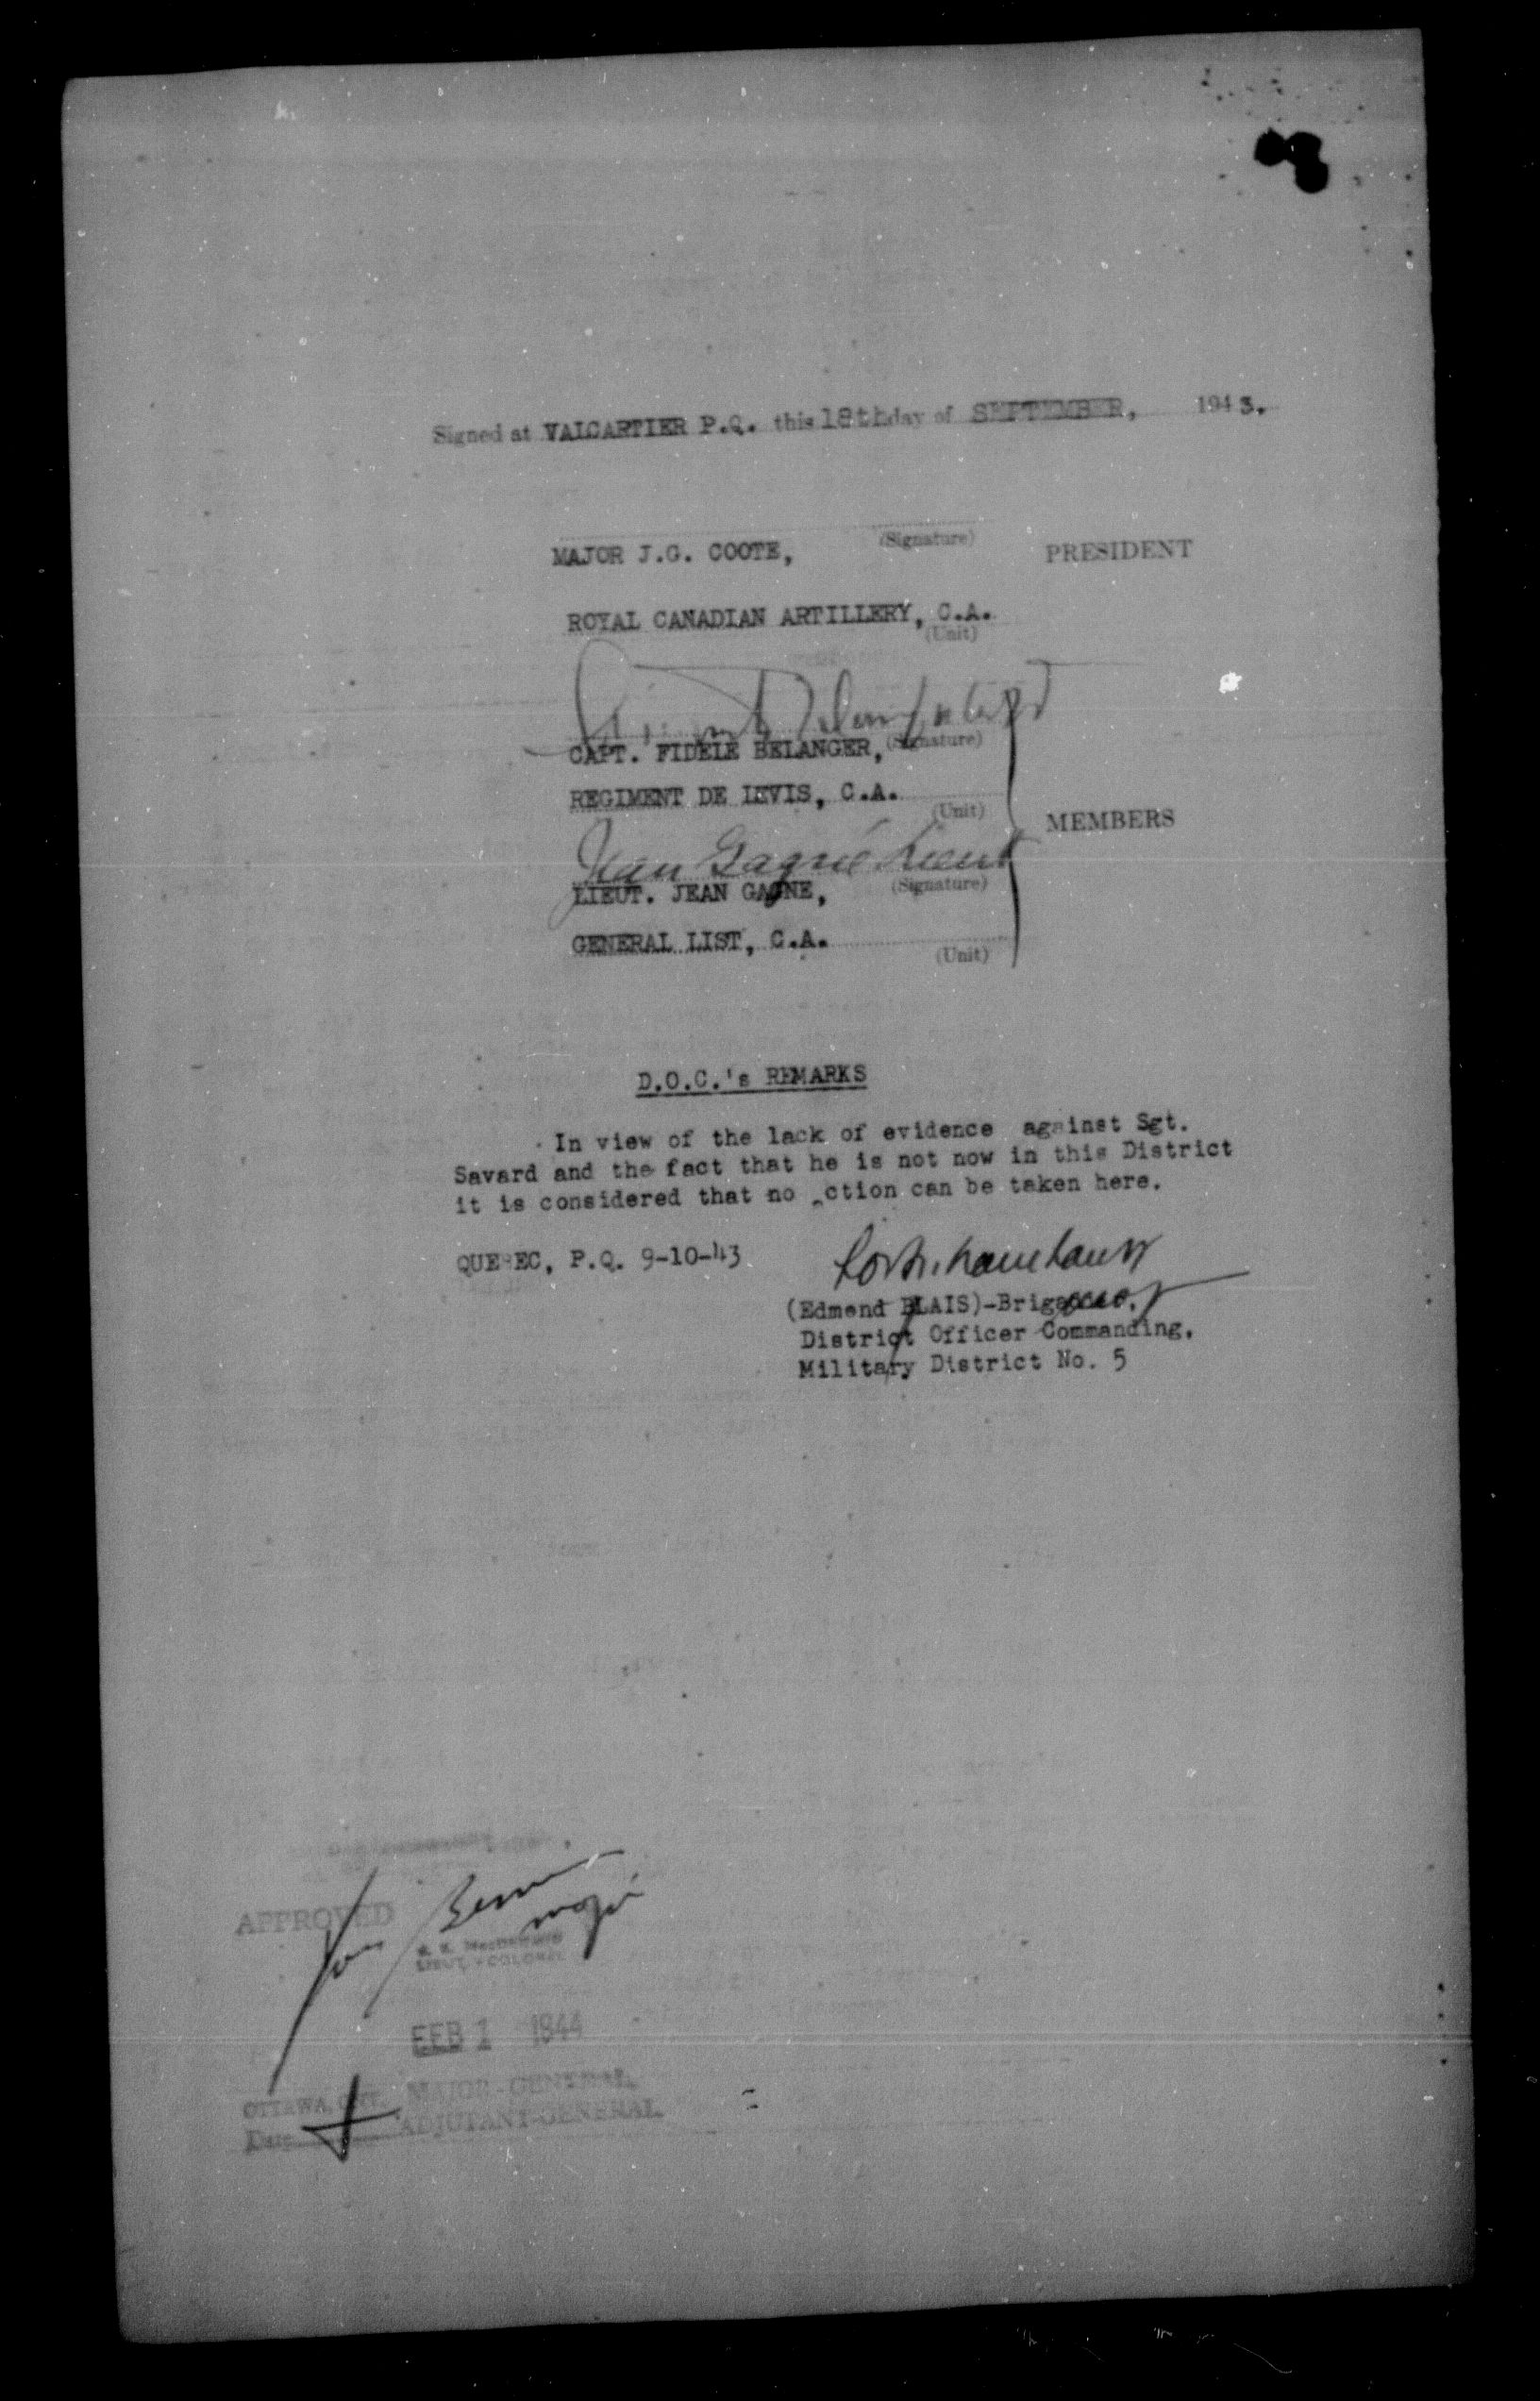 Signed at VALCARTIER P.Q. this 18th day of SEPTEMBER, 1943.
(Signature)
MAJOR J.G. COOTE, PRESIDENT
ROYAL CANADIAN ARTILLERY, C.A.
(Unit)
CAPT. FIDELE BELANGER, (Signature)
REGIMENT DE LEVIS, C.A.
(Unit)
MEMBERS
Jean Gagné Lieut
LIEUT. JEAN GAGNE, (Signature)
GENERAL LIST, C.A.
(Unit)
D.O.C.'s REMARKS
In view of the lack of evidence against Sgt.
Savard and the fact that he is not now in this District
it is considered that no ction can be taken here.
QUEBEC, P.Q. 9-10-43
(Edmond BLAIS)-Brigadier,
District Officer Commanding,
Military District No. 5
APPROVED
major
for
LIEUT.-COLONEL
FEB 1 1944
OTTAWA, ONT. MAJOR-GENERAL
Date ADJUTANT-GENERAL